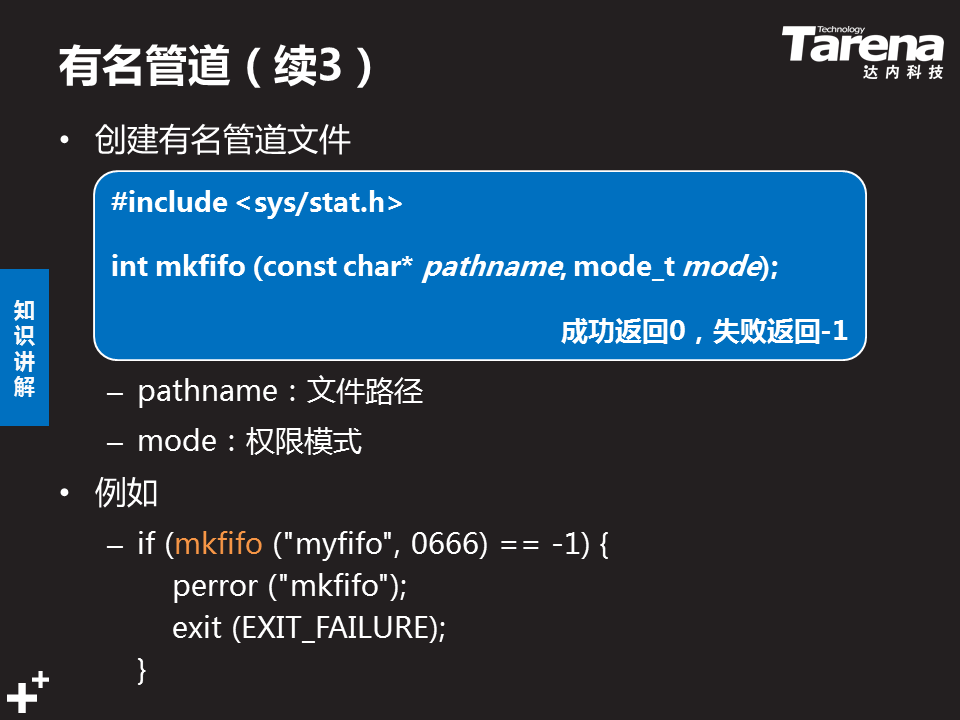 有名管道（续3）
Technology
Tarena
达内科技
• 创建有名管道文件
#include <sys/stat.h>
int mkfifo (const char* pathname, mode_t mode);
成功返回0，失败返回-1
知识讲解
– pathname：文件路径
– mode：权限模式
• 例如
– if (mkfifo ("myfifo", 0666) == -1) {
perror ("mkfifo");
exit (EXIT_FAILURE);
}